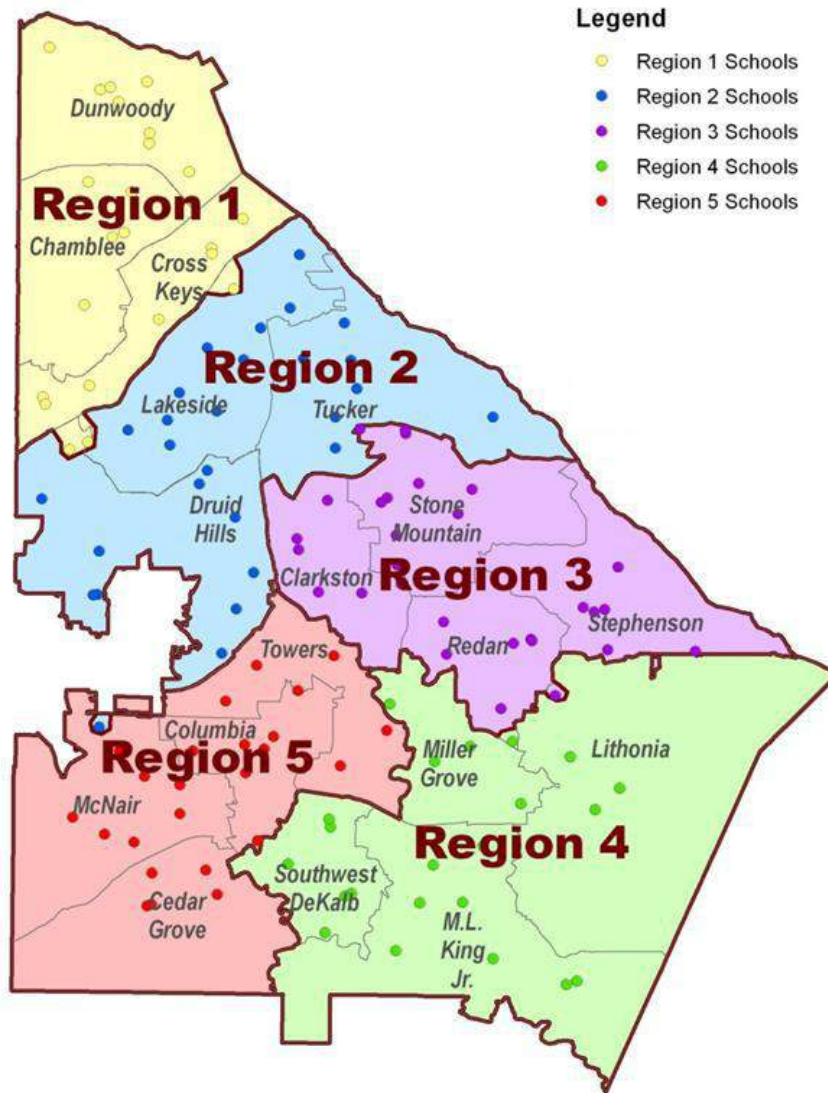 Legend
Region 1 Schools
Region 2 Schools
Region 3 Schools
Region 4 Schools
Region 5 Schools
Dunwoody
Region 1
Chamblee
Cross
Keys
Region 2
Lakeside
Tucker
Druid
Hills
Stone
Mountain
Clarkston
Region 3
Redan
Stephenson
Towers
Columbia
Region 5
McNair
Cedar
Grove
Miller
Grove
Lithonia
Region 4
Southwest
DeKalb
M.L.
King
Jr.